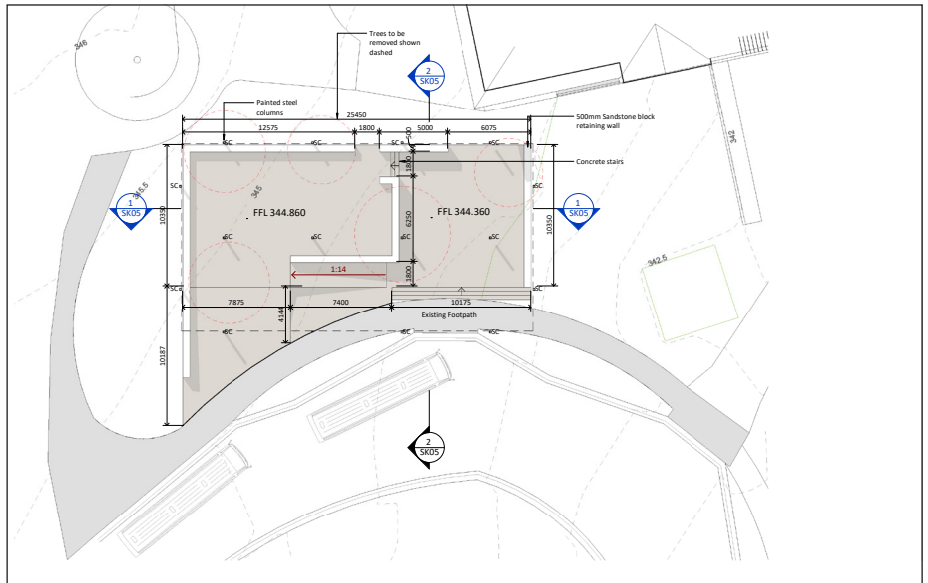 346
Trees to be
removed shown
dashed
2
SK05
Painted steel
columns
25450
12575
1800
5000
6075
500mm Sandstone block
retaining wall
342
SC
SC
SC
SC
500
1800
Concrete stairs
345.5
345
SC
SC
1
SK05
10350
FFL 344.860
FFL 344.360
6250
10350
1
SK05
SC
SC
SC
SC
342.5
1:14
1800
SC
SC
7875
7400
10175
4144
Existing Footpath
SC
SC
SC
10187
2
SK05